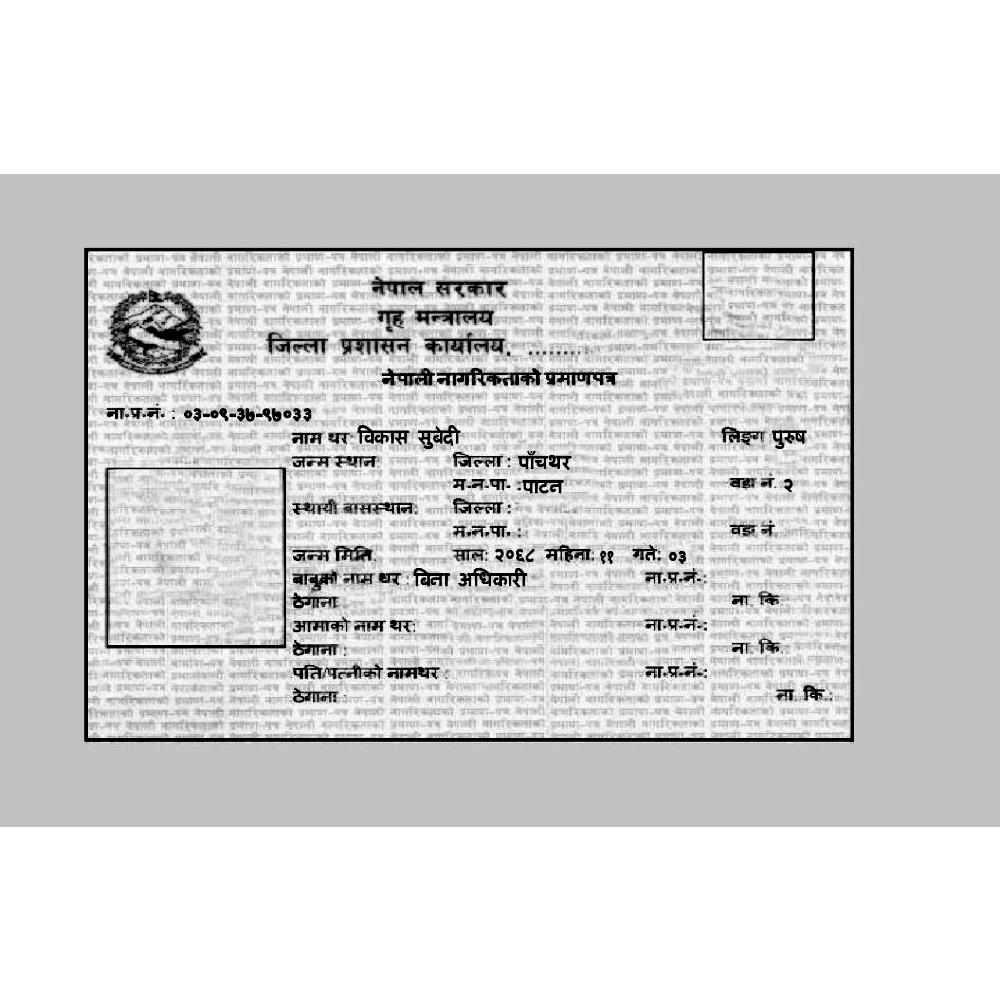 नेपाल सरकार
गृह मन्त्रालय
जिल्ला प्रशासन कार्यालय, .........
नेपाली नागरिकताको प्रमाणपत्र
ना.प्र.नं. : ०३-०९-३७-९७०३३
नाम थर विकास सुबेदी लिङ्ग पुरुष
जन्म स्थान: जिल्ला : पाँचथर
म.न.पा. :पाटन वडा नं. २
स्थायी बासस्थान: जिल्ला :
म.न.पा. : वडा नं.
जन्म मिति: साल: २०६८ महिना: ११ गते: ०३
बाबुको नाम थर : बिता अधिकारी ना.प्र.नं.:
ठेगाना ना. कि.
आमाको नाम थर: ना.प्र.नं.:
ठेगाना : ना. कि.:
पति/पत्नीको नामथर : ना.प्र.नं.:
ठेगाना : ना. कि.: